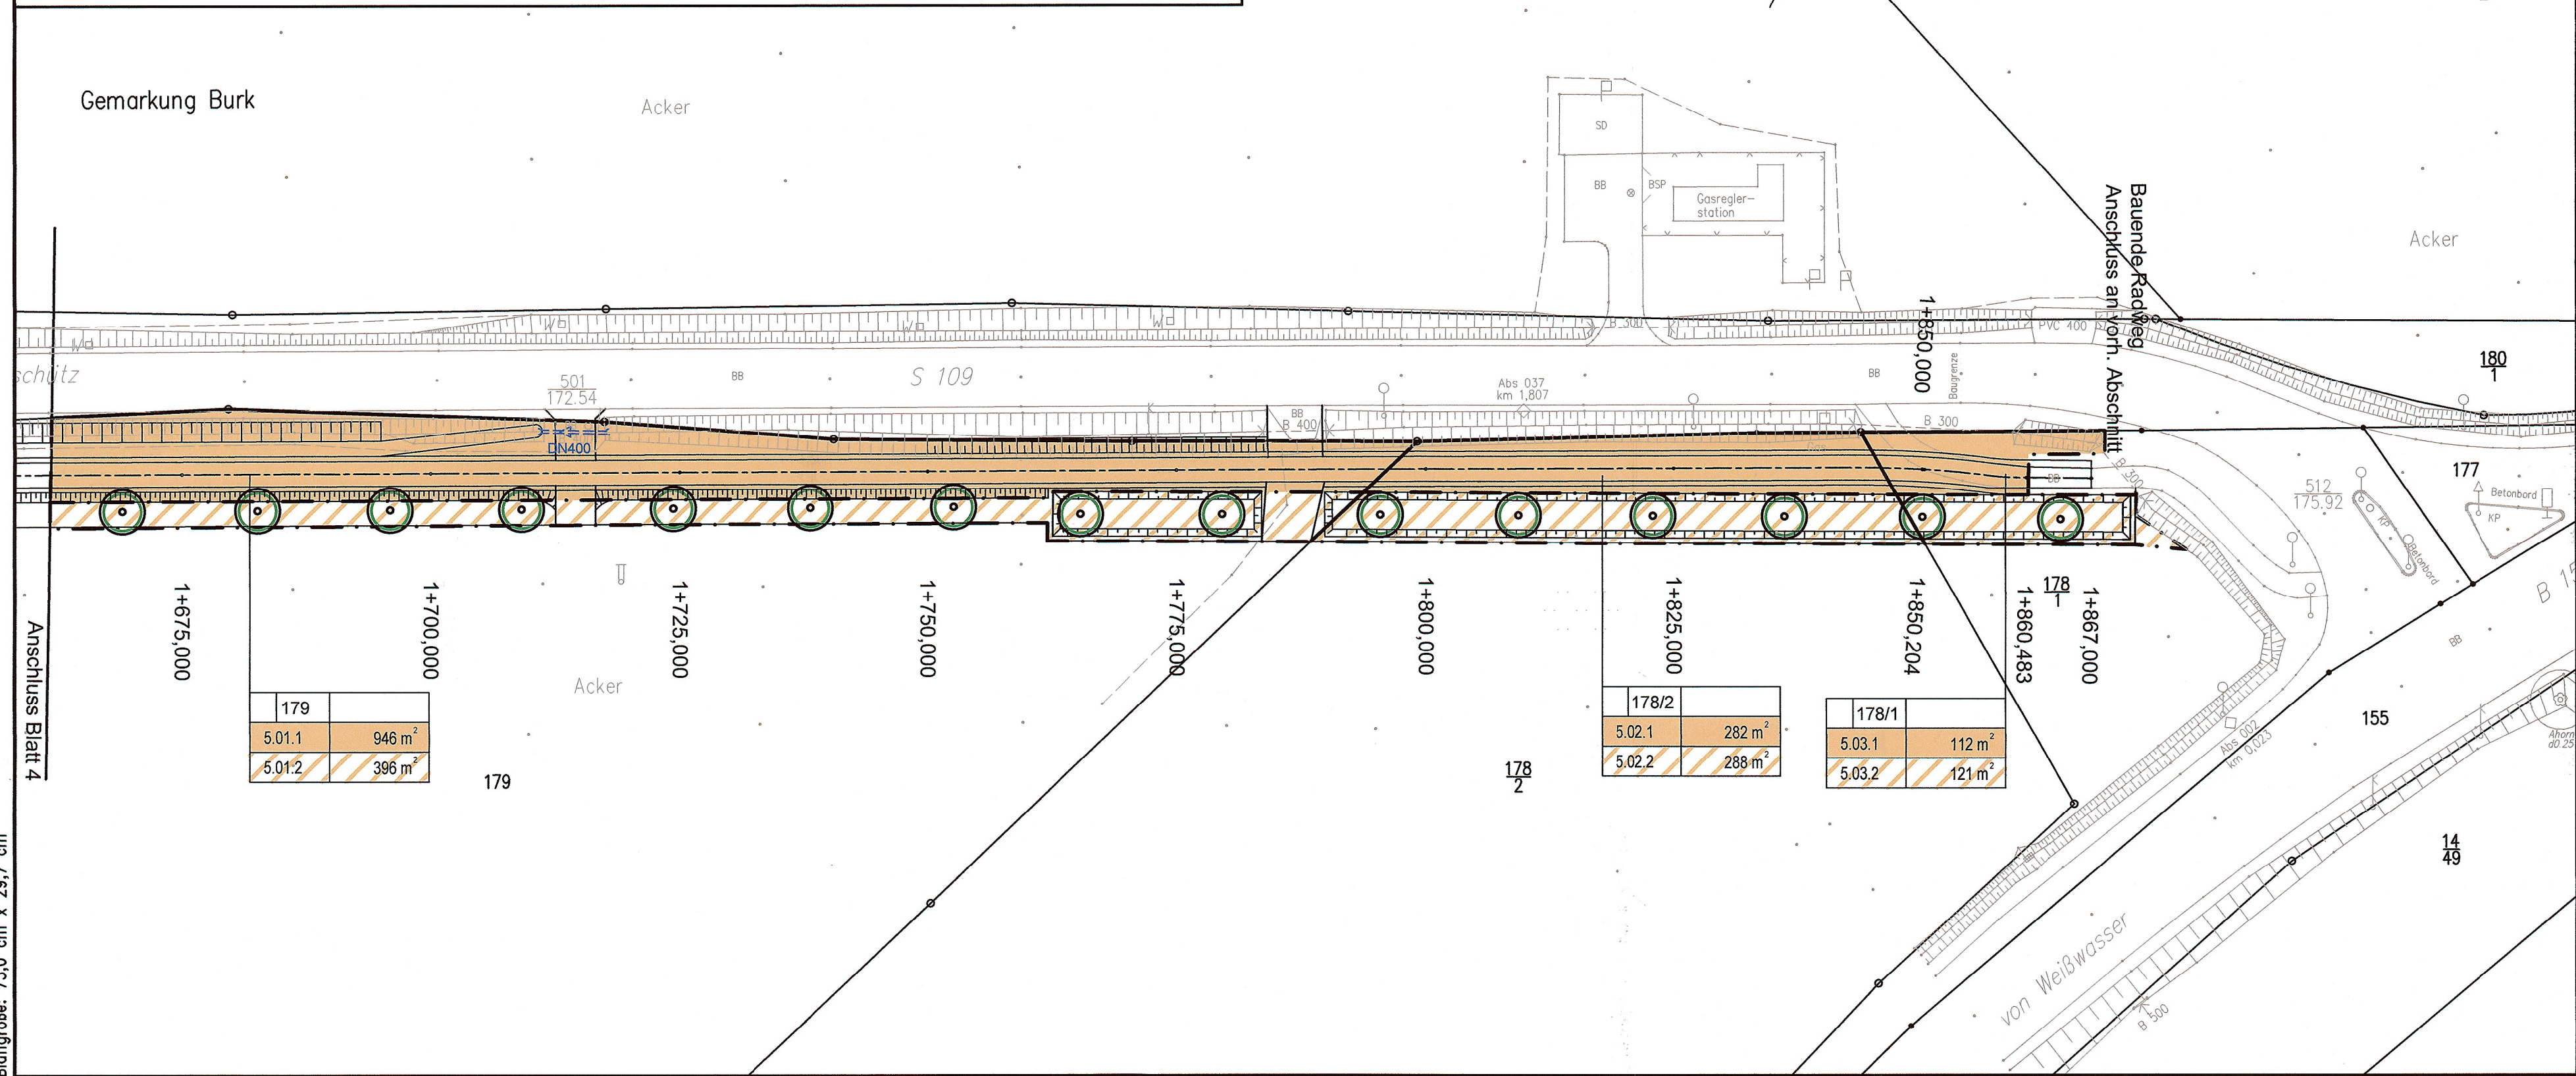 Gemarkung Burk
Acker
SD
BB
BSP
Gasregler-
station
Acker
Bauende Radweg
Anschluss an vorh. Abschnitt
W
W
W
W
B 300
1+850,000
PVC 400
180
1
schütz
501
172.54
BB
S 109
Abs 037
km 1,807
BB
Baugrenze
DN400
BB
B 400
B 300
B 300
BB
177
512
175.92
KP
Betonbord
KP
Betonbord
Anschluss Blatt 4
1+675,000
1+700,000
1+725,000
1+750,000
1+775,000
1+800,000
1+825,000
1+850,204
1+860,483
178
1
1+867,000
BB
Acker
179
5.01.1 946 m²
5.01.2 396 m²
179
178/2
5.02.1 282 m²
5.02.2 288 m²
178
2
178/1
5.03.1 112 m²
5.03.2 121 m²
155
Abs 002
km 0,023
Ahorn
d0.25
14
49
von Weißwasser
B 500